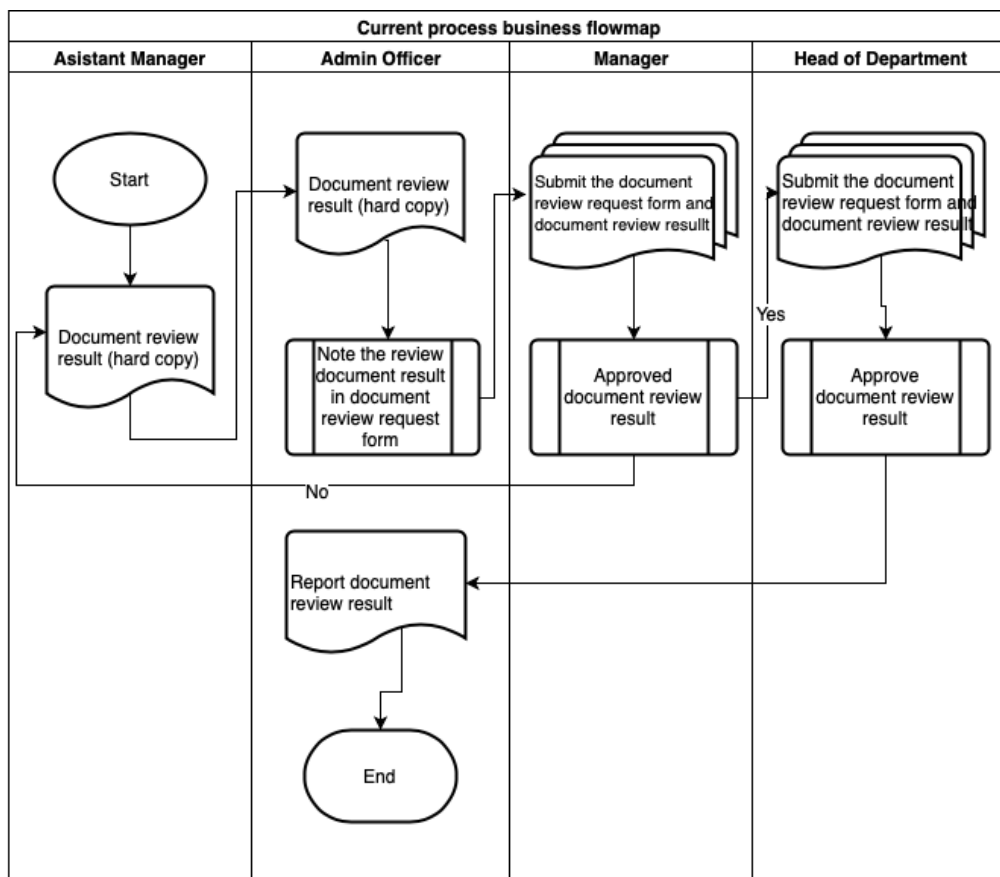 Current process business flowmap
Asistant Manager
Admin Officer
Manager
Head of Department
Start
Document review
result (hard copy)
Document review
result (hard copy)
Note the review
document result
in document
review request
form
Submit the document
review request form and
document review resullt
Approved
document review
result
No
Yes
Submit the document
review request form and
document review resullt
Approve
document review
result
Report document
review result
End